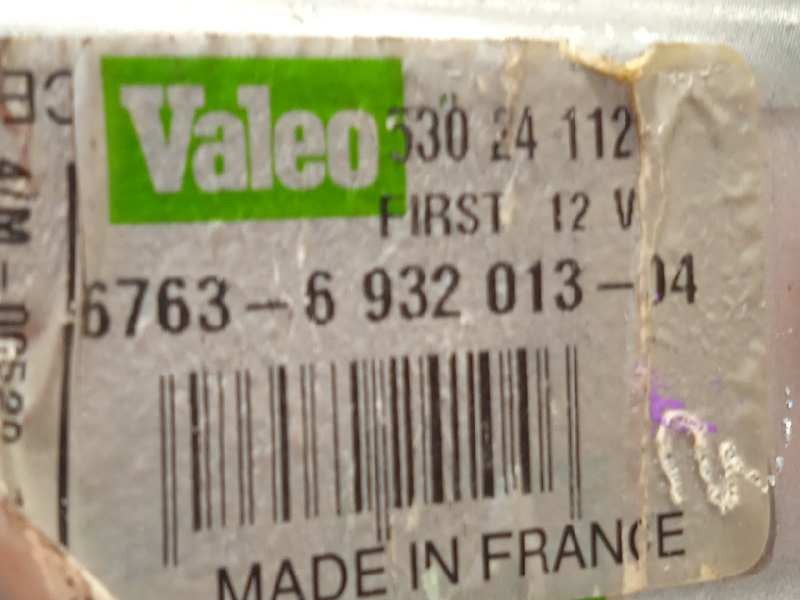 Valeo 530 24 112
FIRST 12 V
6763-6 932 013-04
MADE IN FRANCE